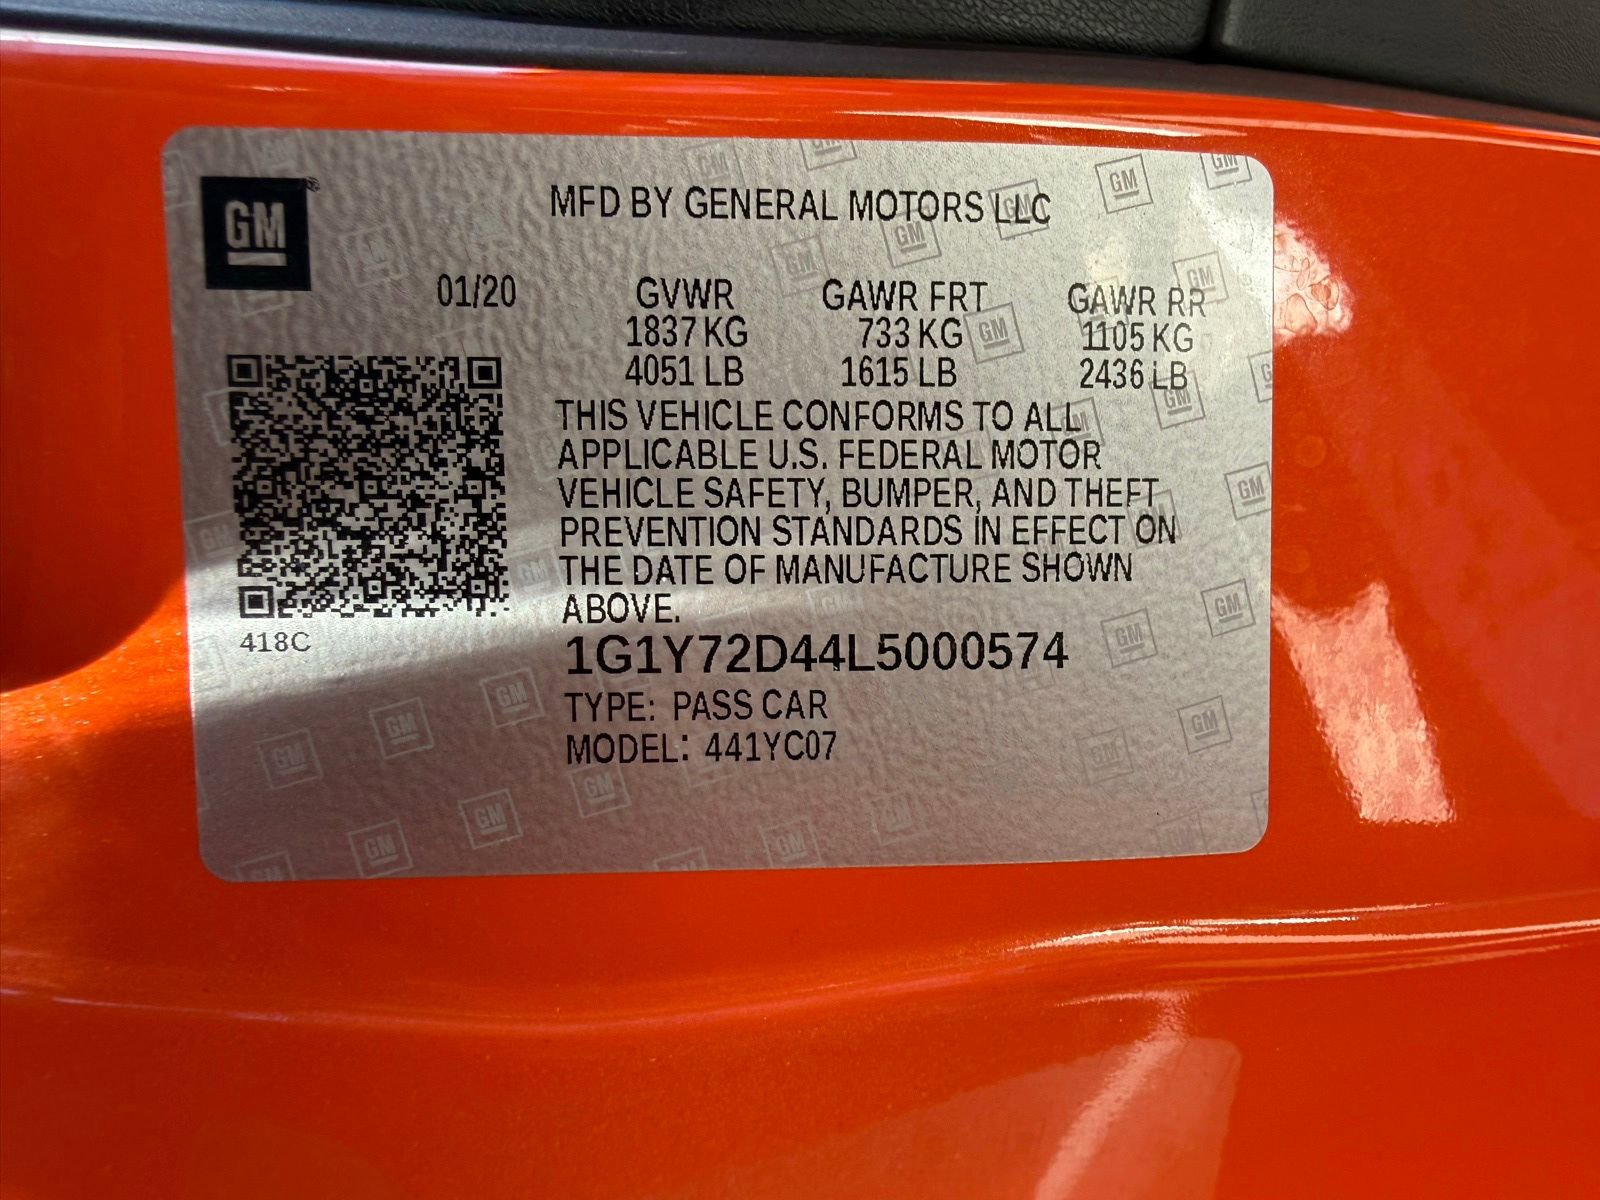 GM
MFD BY GENERAL MOTORS LLC
01/20 GVWR GAWR FRT GAWR RR
1837 KG 733 KG 1105 KG
4051 LB 1615 LB 2436 LB
THIS VEHICLE CONFORMS TO ALL
APPLICABLE U.S. FEDERAL MOTOR
VEHICLE SAFETY, BUMPER, AND THEFT
PREVENTION STANDARDS IN EFFECT ON
THE DATE OF MANUFACTURE SHOWN
ABOVE.
418C
1G1Y72D44L5000574
TYPE: PASS CAR
MODEL: 441YC07